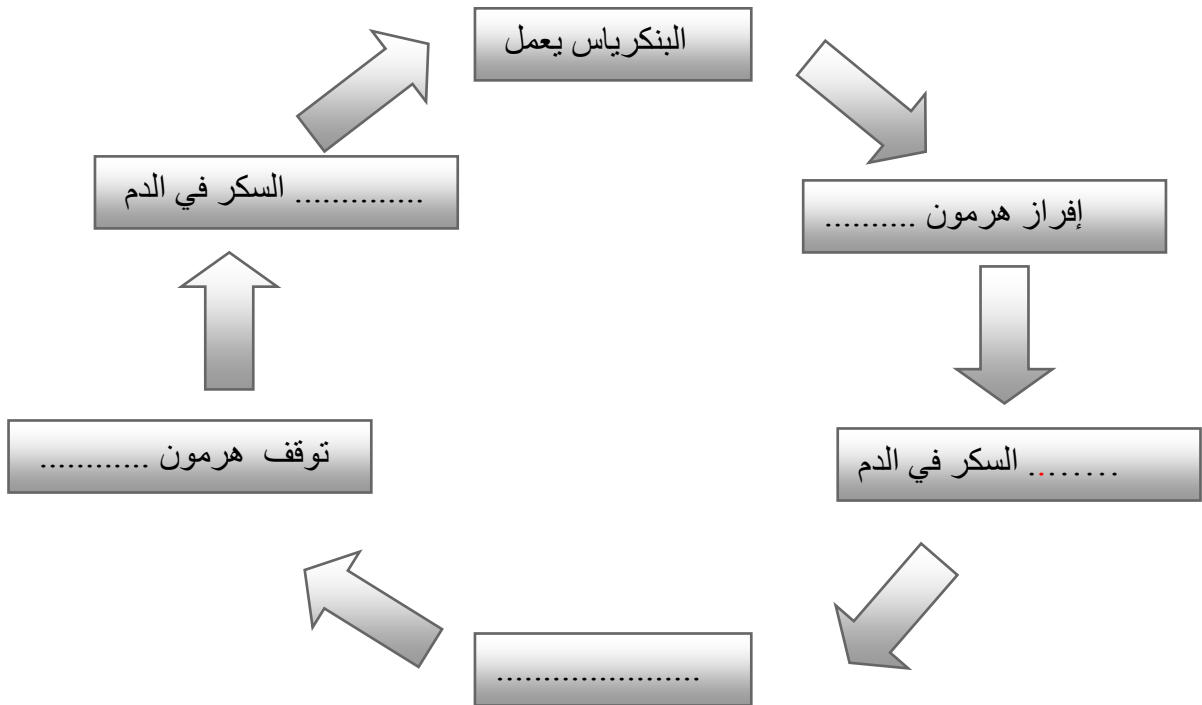 البنكرياس يعمل
إفراز هرمون ..........
........ السكر في الدم
......................
توقف هرمون ............
.............. السكر في الدم